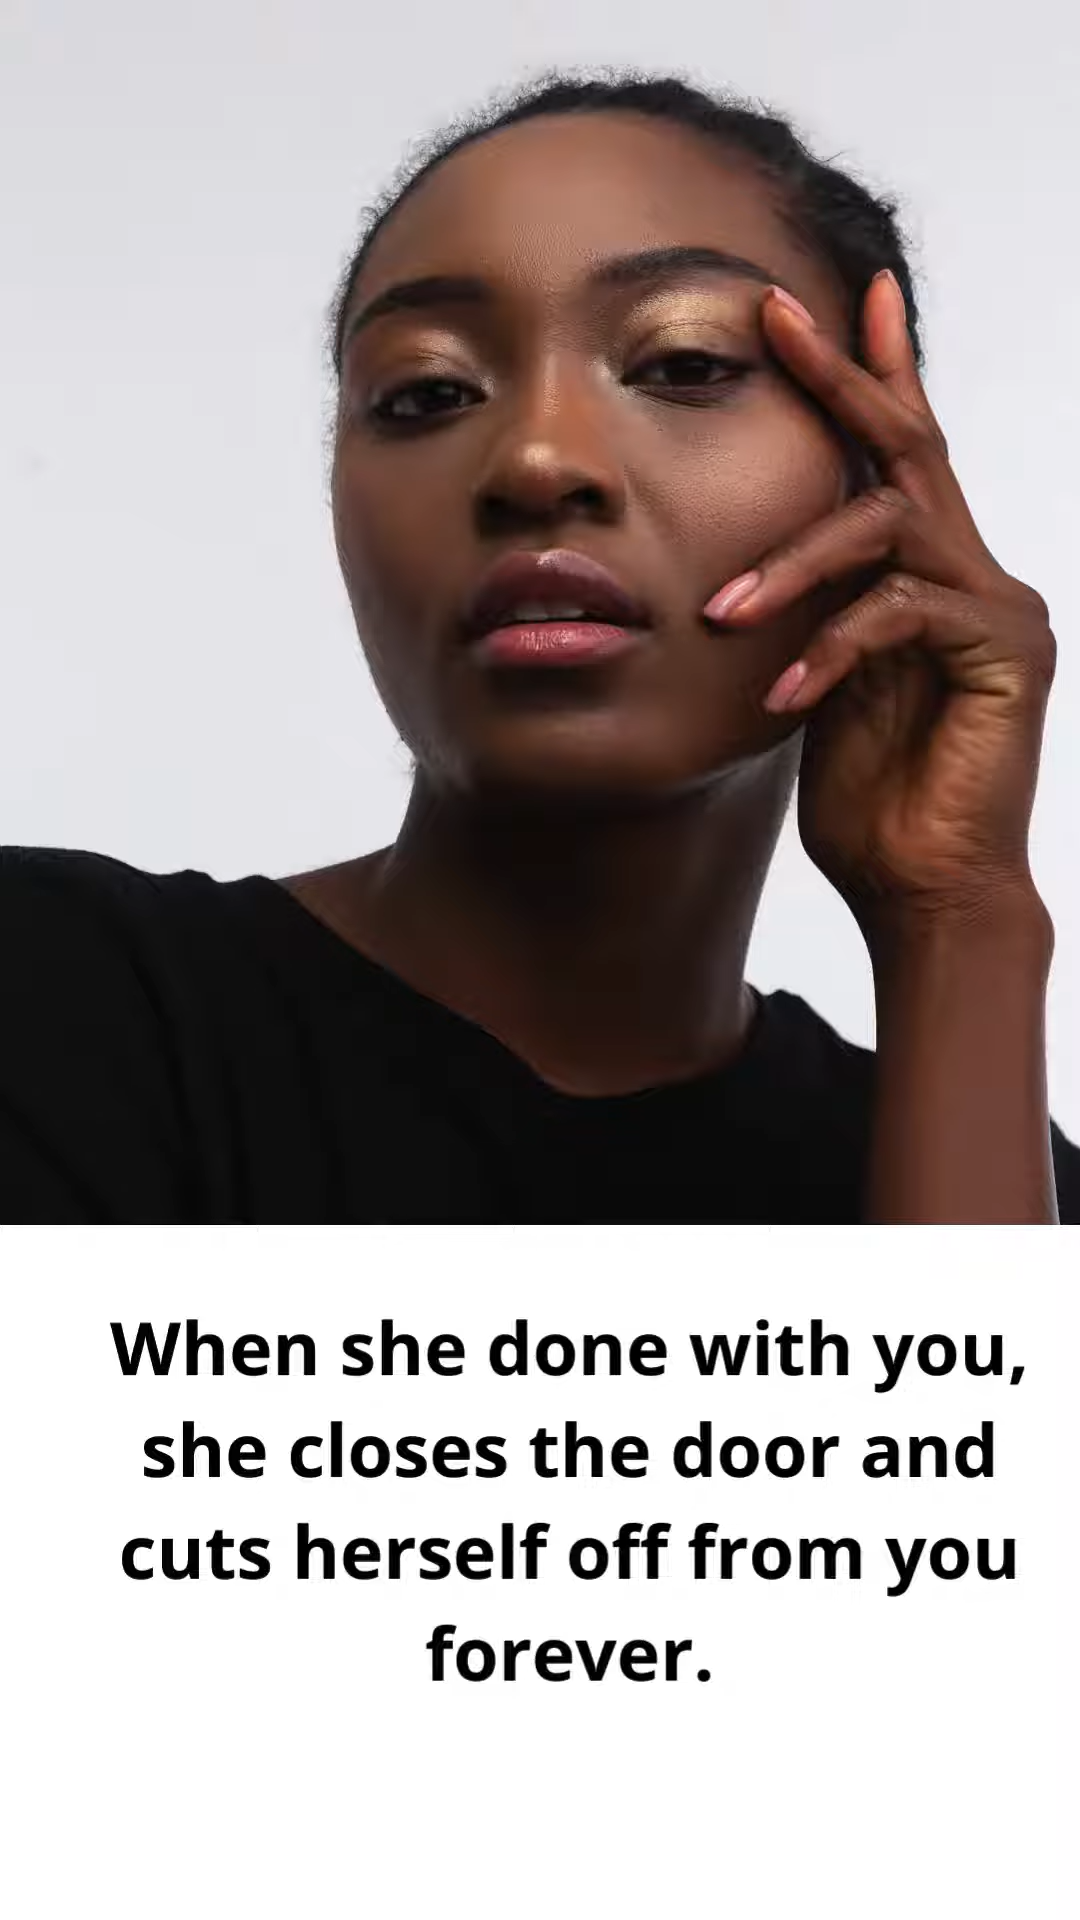 When she done with you,
she closes the door and
cuts herself off from you
forever.